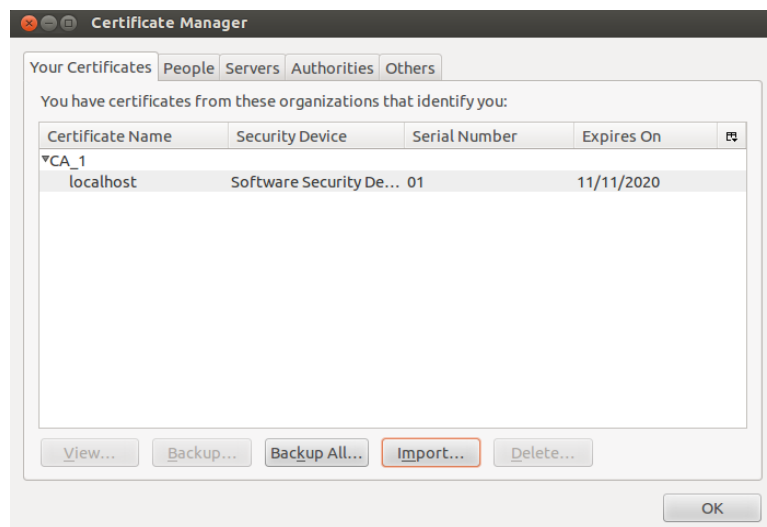 Certificate Manager
Your Certificates People Servers Authorities Others
You have certificates from these organizations that identify you:
Certificate Name Security Device Serial Number Expires On
CA_1
localhost Software Security De... 01 11/11/2020
View... Backup... Backup All... Import... Delete...
OK